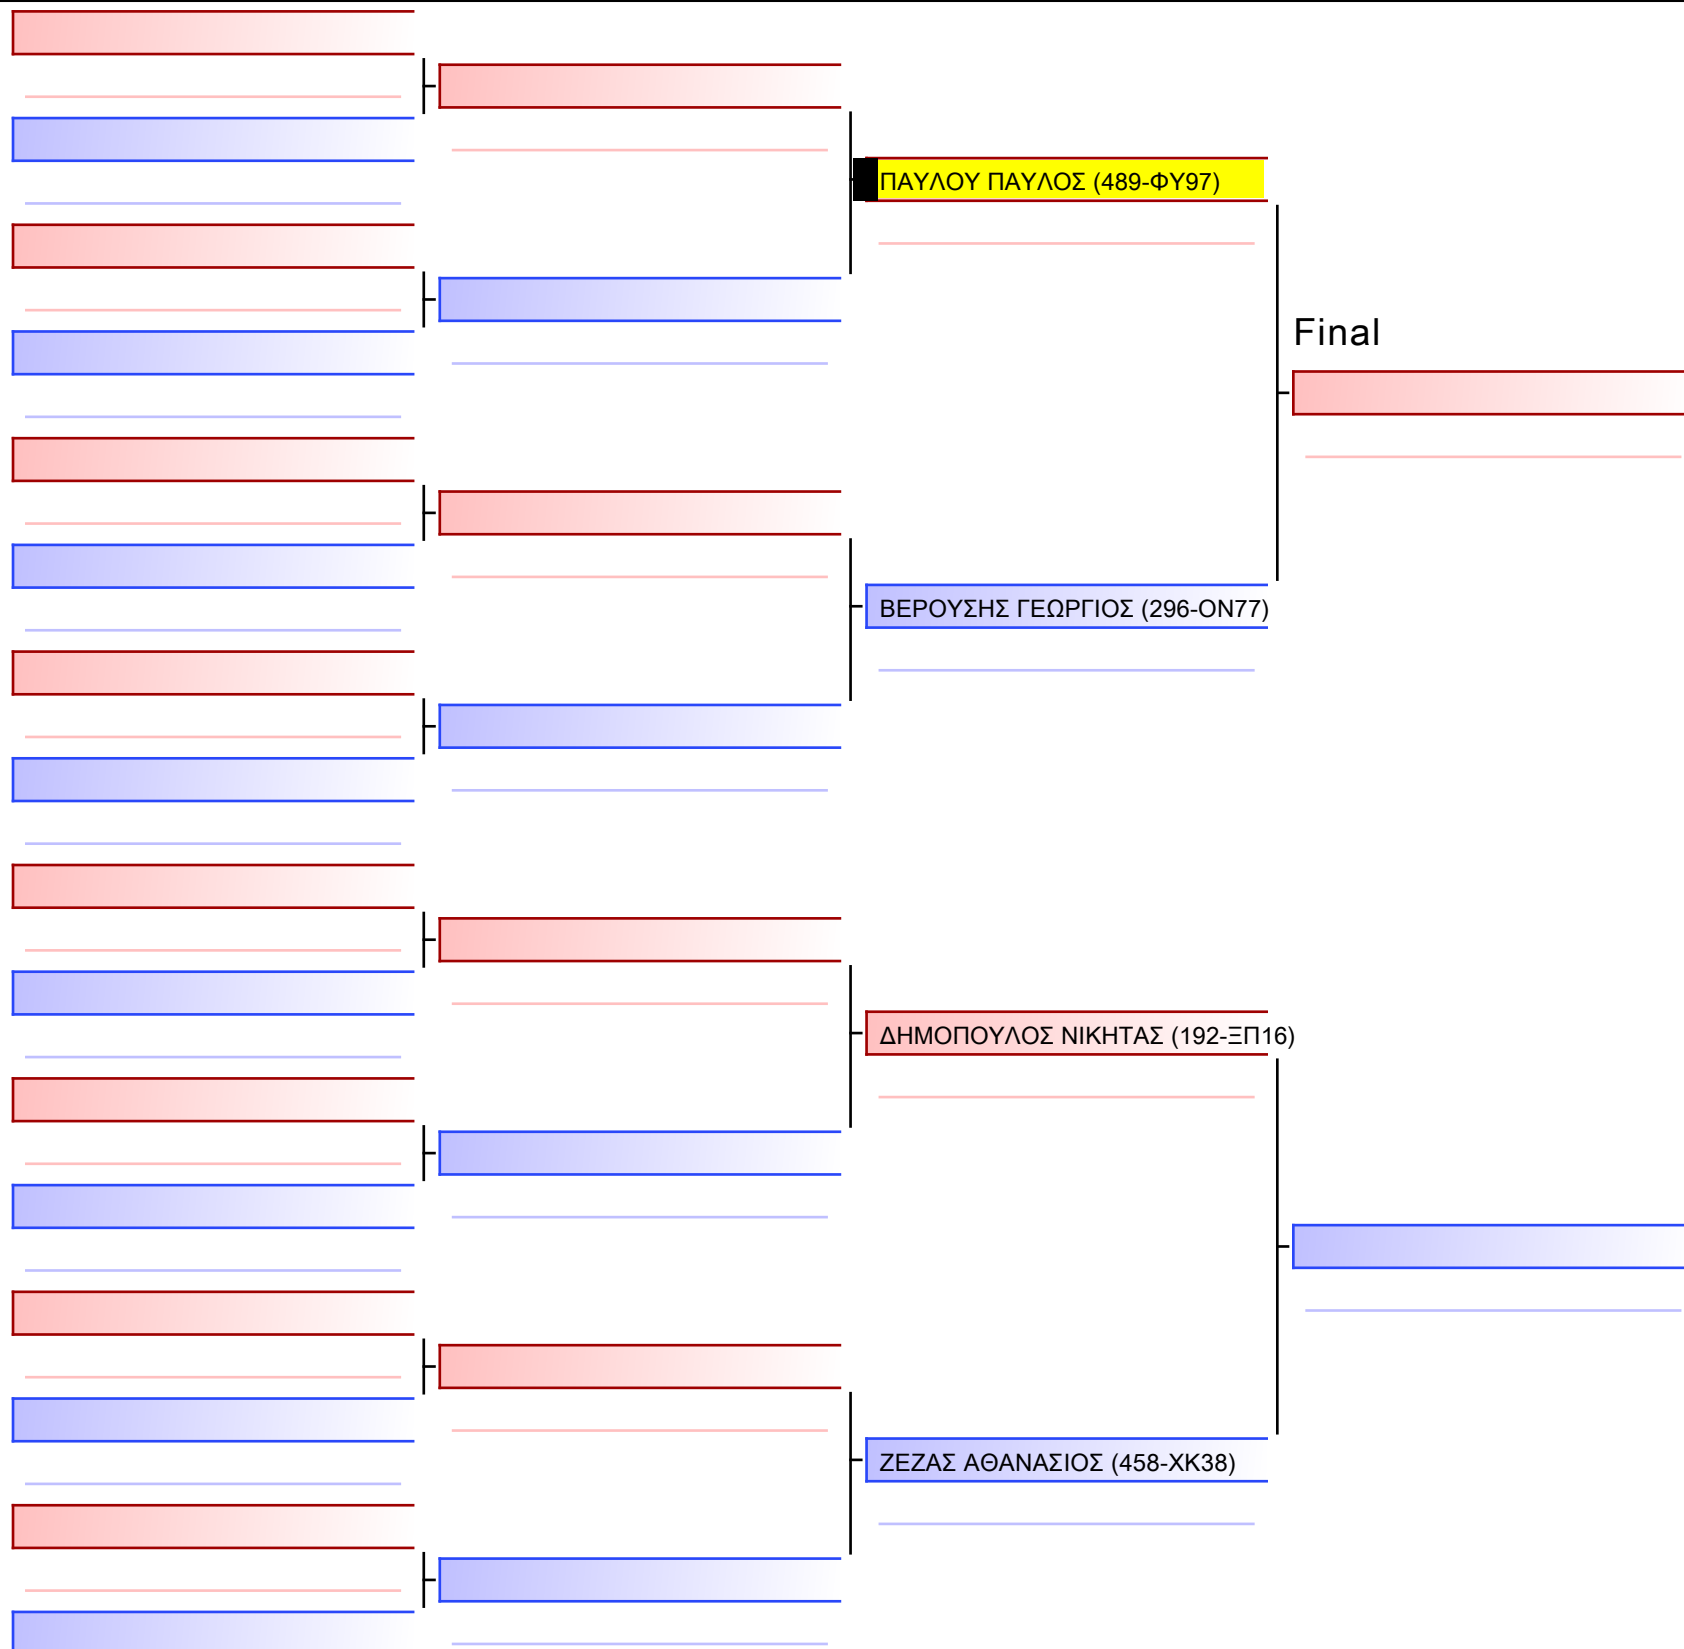 ΠΑΥΛΟΥ ΠΑΥΛΟΣ (489-ΦΥ97)
Final
ΒΕΡΟΥΣΗΣ ΓΕΩΡΓΙΟΣ (296-ΟΝ77)
ΔΗΜΟΠΟΥΛΟΣ ΝΙΚΗΤΑΣ (192-ΞΠ16)
ΖΕΖΑΣ ΑΘΑΝΑΣΙΟΣ (458-ΧΚ38)